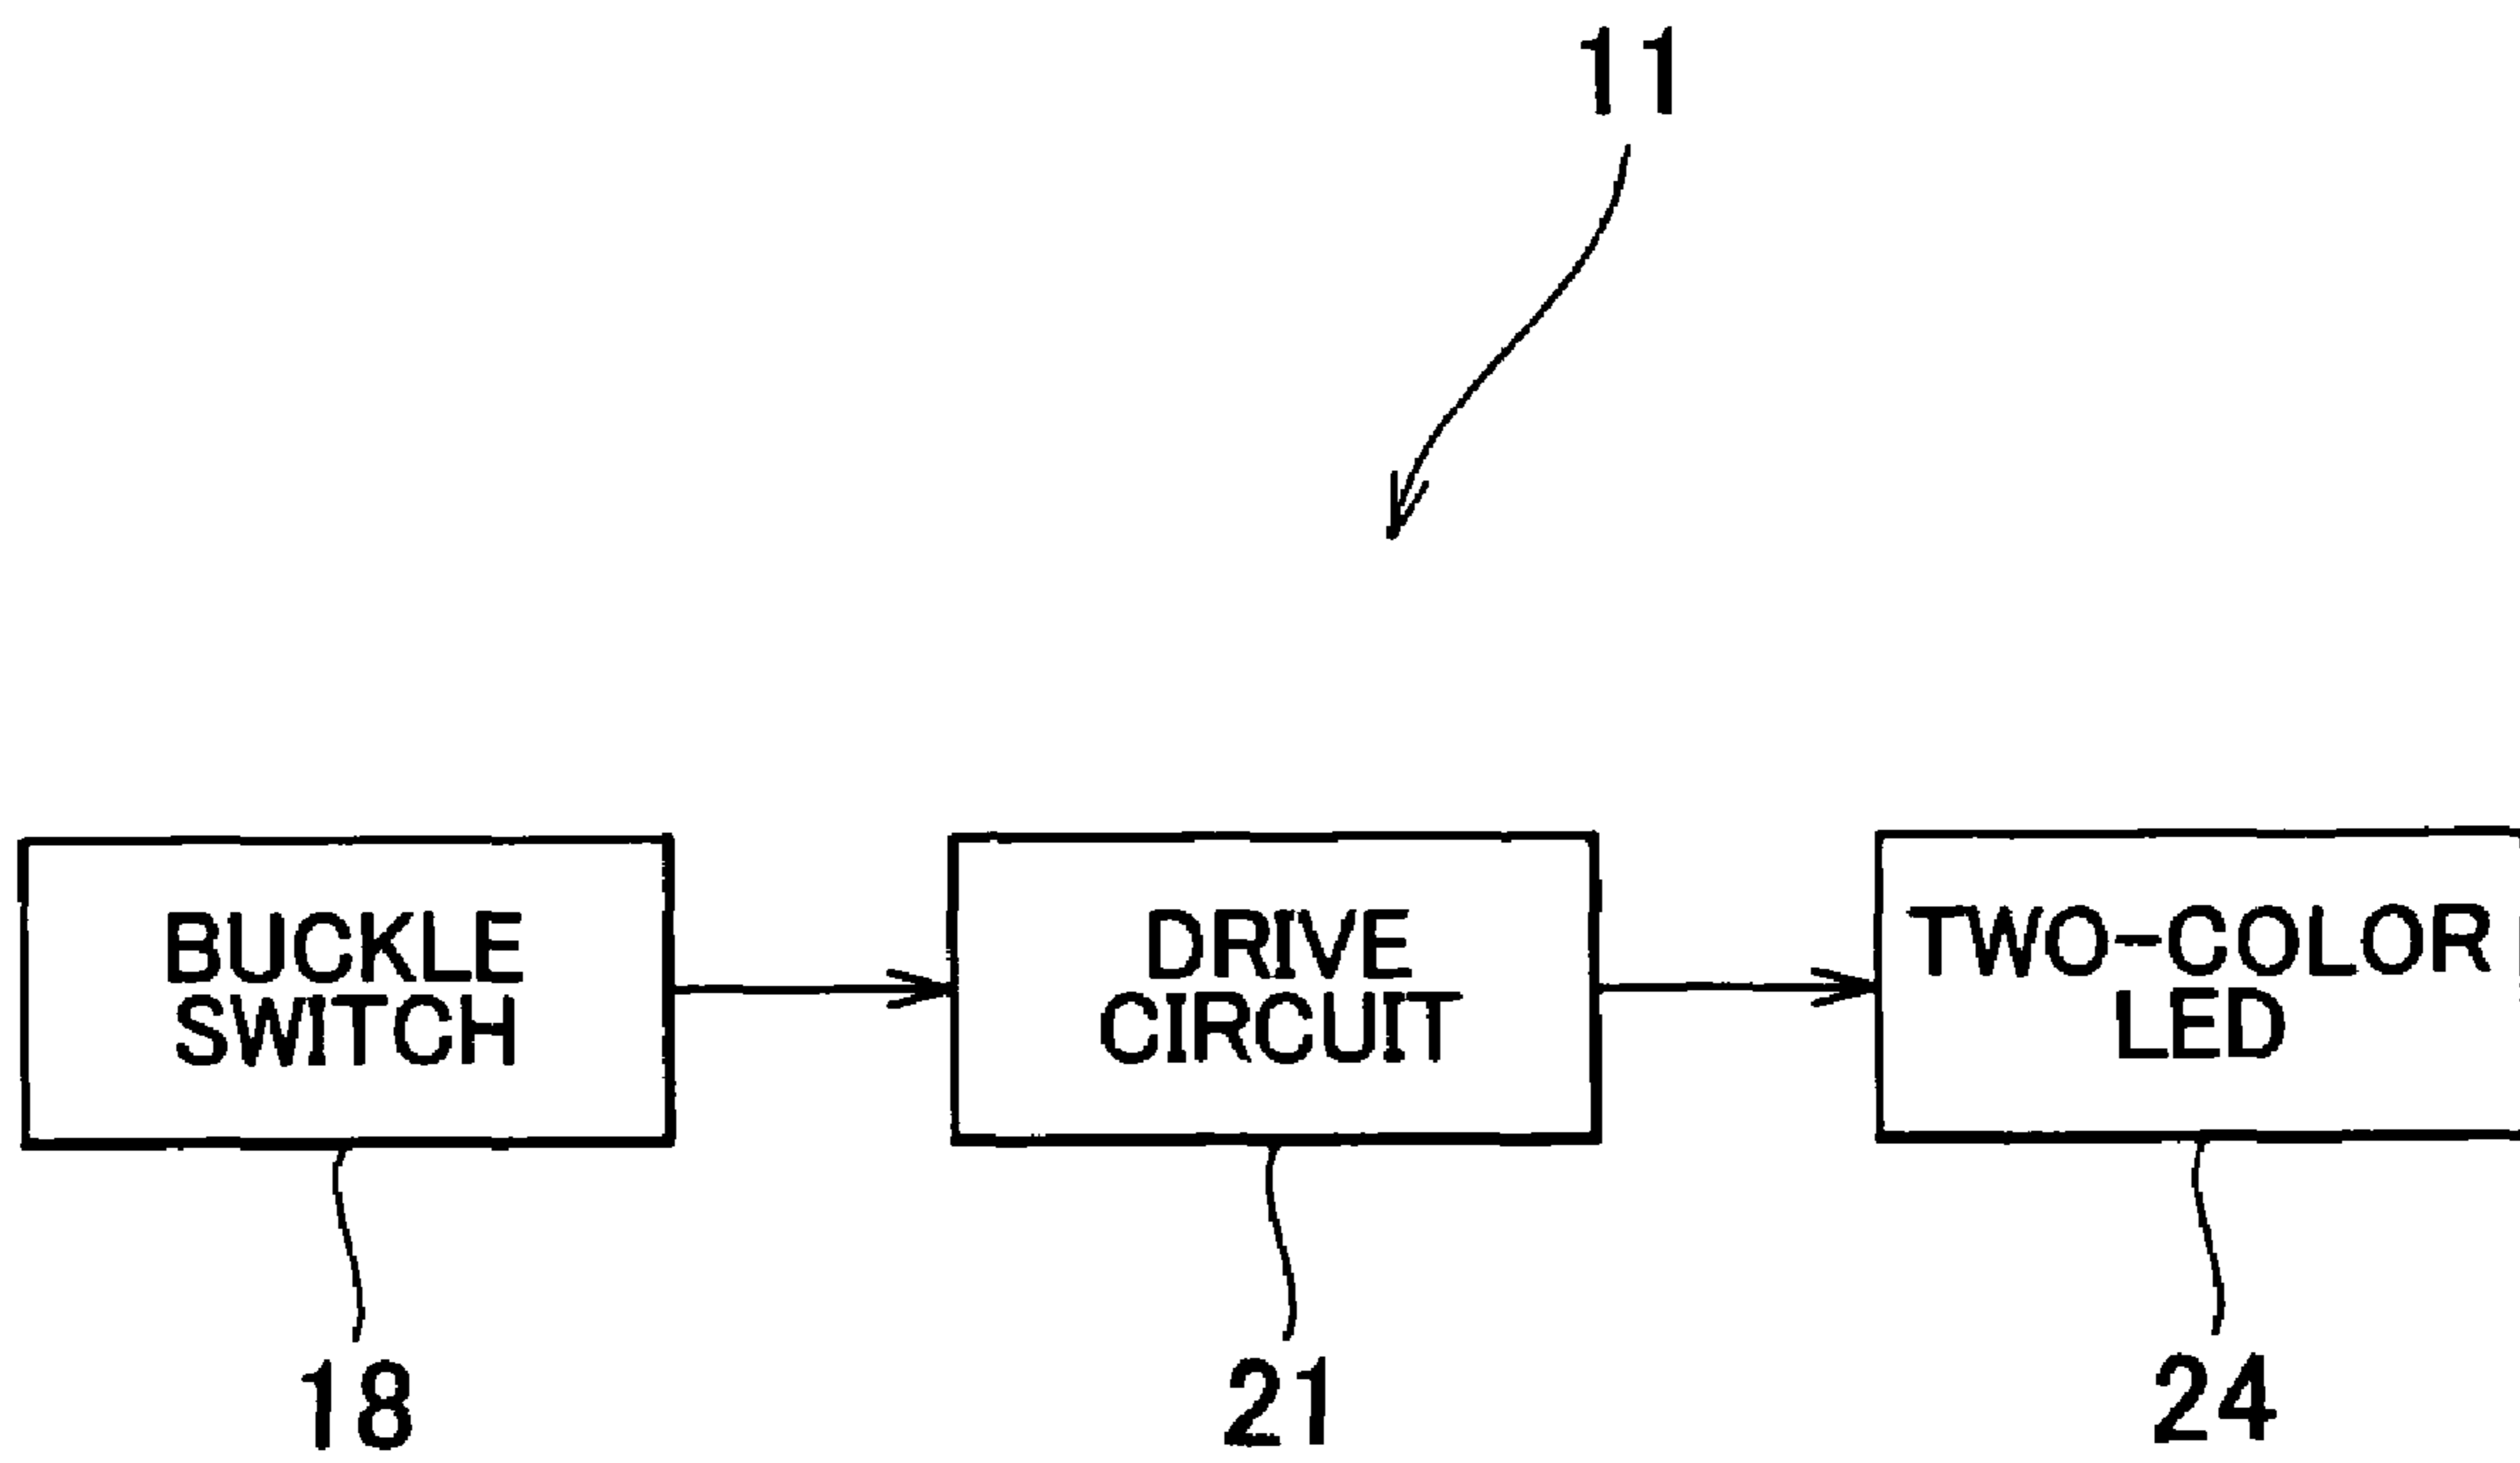 11
BUCKLE
SWITCH
DRIVE
CIRCUIT
TWO-COLOR
LED
18
21
24